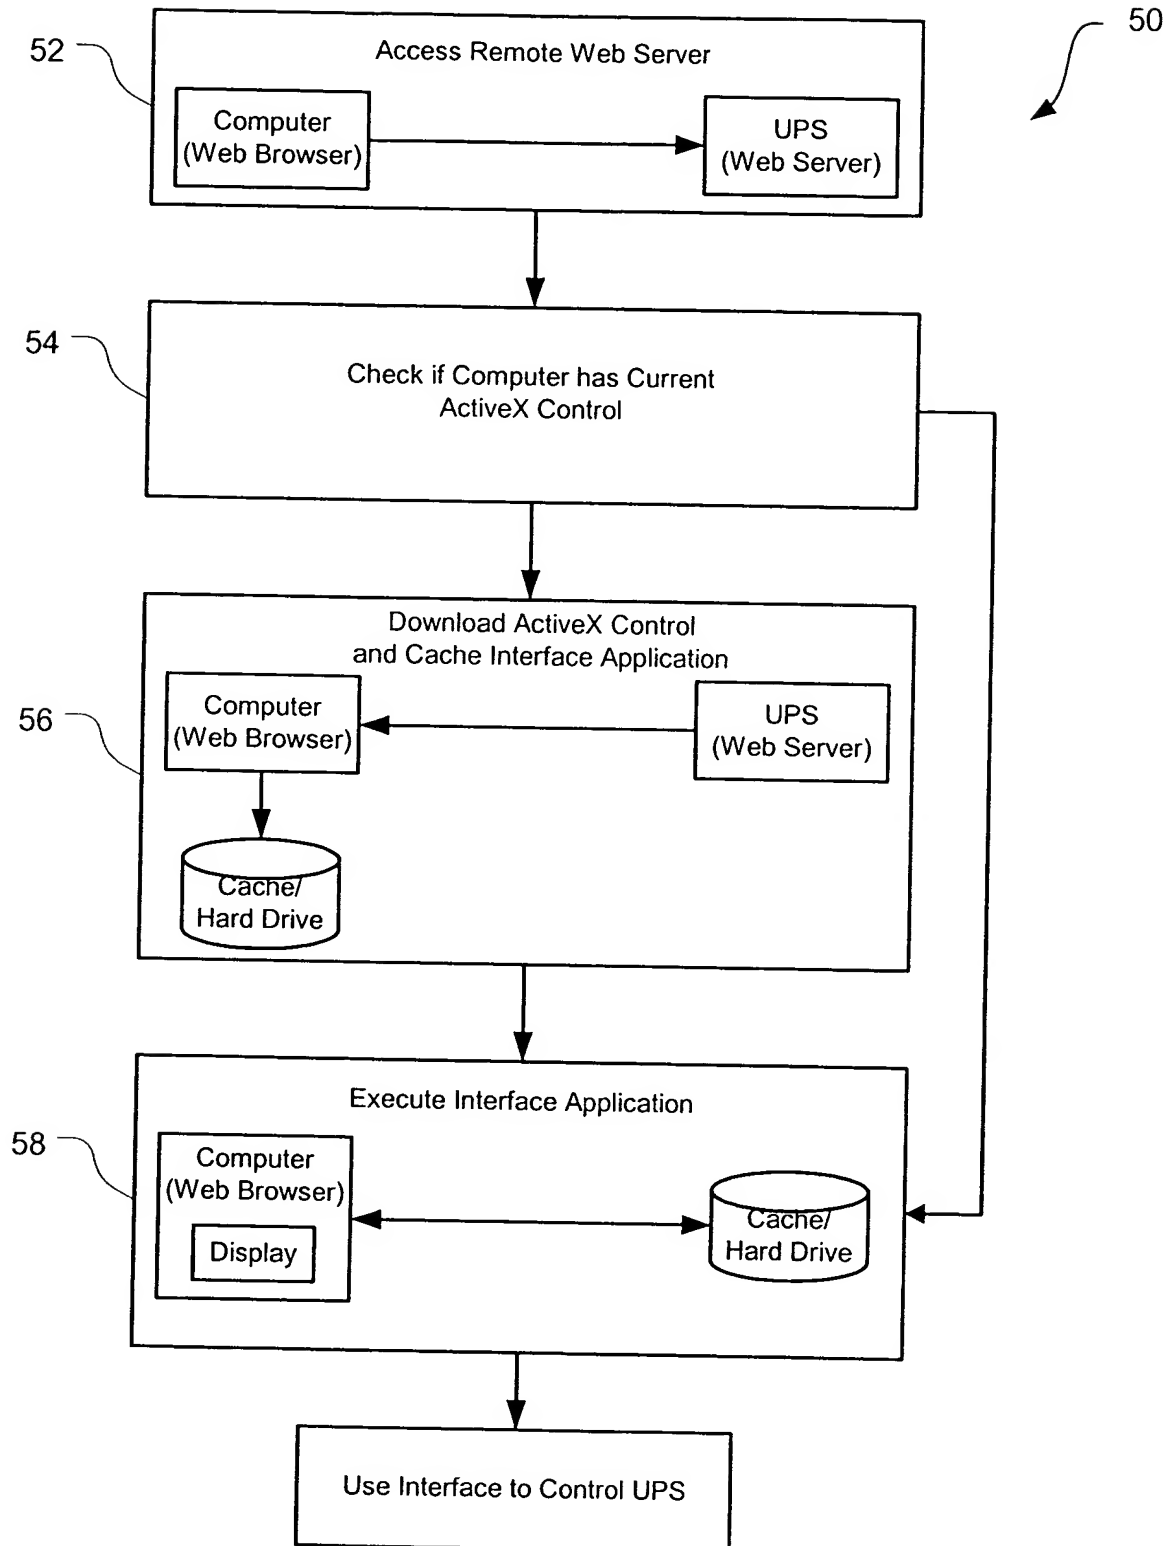 50
52
Access Remote Web Server
Computer
(Web Browser)
UPS
(Web Server)
54
Check if Computer has Current
ActiveX Control
56
Download ActiveX Control
and Cache Interface Application
Computer
(Web Browser)
UPS
(Web Server)
Cache/
Hard Drive
58
Execute Interface Application
Computer
(Web Browser)
Display
Cache/
Hard Drive
Use Interface to Control UPS